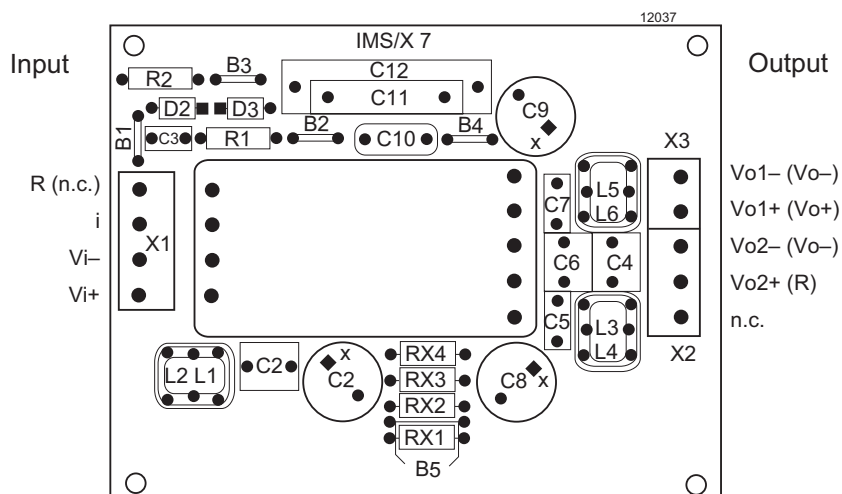 12037
IMS/X 7
Input
Output
B3
R2
C12
C11
C9
x
D2
D3
B1
C3
R1
B2
C10
B4
X3
R (n.c.)
i
Vi–
Vi+
X1
C7
L5
L6
Vo1– (Vo–)
Vo1+ (Vo+)
Vo2– (Vo–)
Vo2+ (R)
n.c.
C6
C4
C5
L3
L4
X2
L2 L1
C2
x
C2
RX4
RX3
RX2
RX1
B5
C8
x